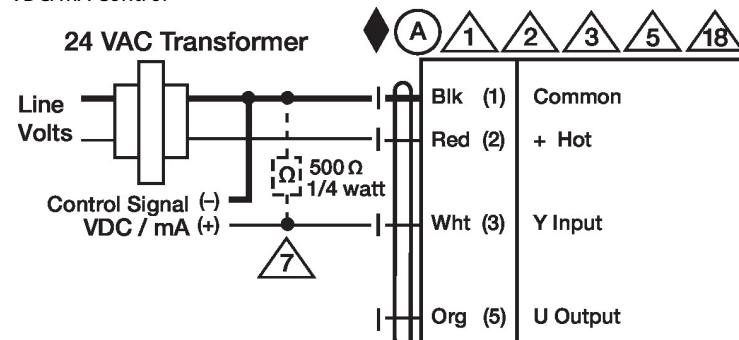 24 VAC Transformer
A 1 2 3 5 18
Line
Volts
Blk (1) Common
Red (2) + Hot
Ω 500 Ω
1/4 watt
Control Signal (–)
VDC / mA (+)
Wht (3) Y Input
7
Org (5) U Output